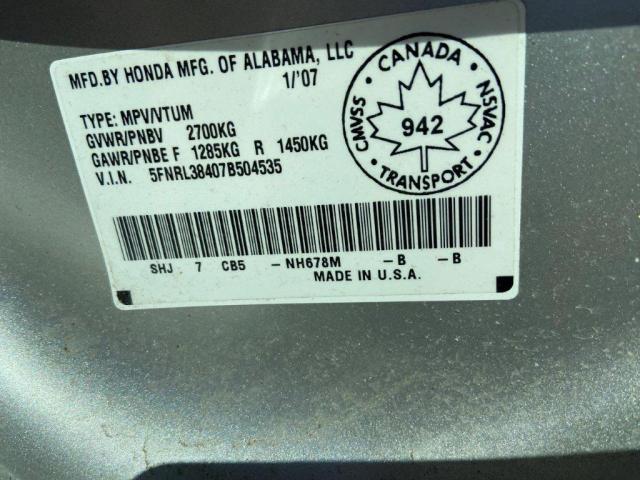 MFD.BY HONDA MFG. OF ALABAMA, LLC
1/'07
TYPE: MPV/VTUM
GVWR/PNBV 2700KG
GAWR/PNBE F 1285KG R 1450KG
V.I.N. 5FNRL38407B504535
CANADA
CMVSS
NSVAC
942
TRANSPORT
SHJ 7 CB5 -NH678M -B -B
MADE IN U.S.A.